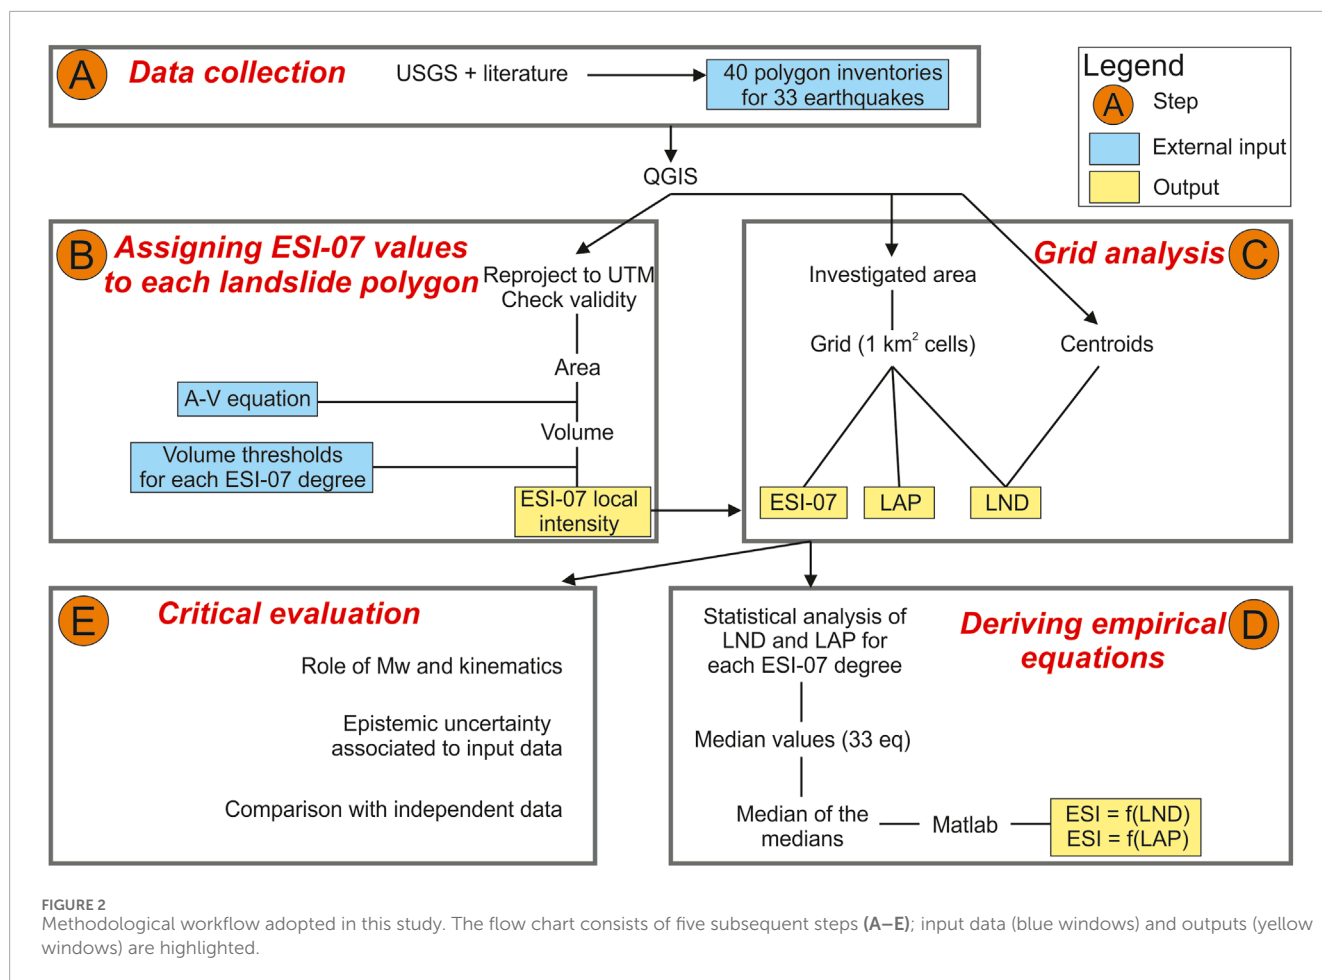 A
Data collection
USGS + literature
40 polygon inventories
for 33 earthquakes
Legend
A
Step
External input
Output
QGIS
B
Assigning ESI-07 values
to each landslide polygon
Reproject to UTM
Check validity
Area
A-V equation
Volume
Volume thresholds
for each ESI-07 degree
ESI-07 local
intensity
C
Grid analysis
Investigated area
Grid (1 km² cells)
Centroids
ESI-07
LAP
LND
E
Critical evaluation
Role of Mw and kinematics
Epistemic uncertainty
associated to input data
Comparison with independent data
D
Deriving empirical
equations
Statistical analysis of
LND and LAP for
each ESI-07 degree
Median values (33 eq)
Median of the
medians
Matlab
ESI = f(LND)
ESI = f(LAP)
FIGURE 2
Methodological workflow adopted in this study. The flow chart consists of five subsequent steps (A–E); input data (blue windows) and outputs (yellow
windows) are highlighted.